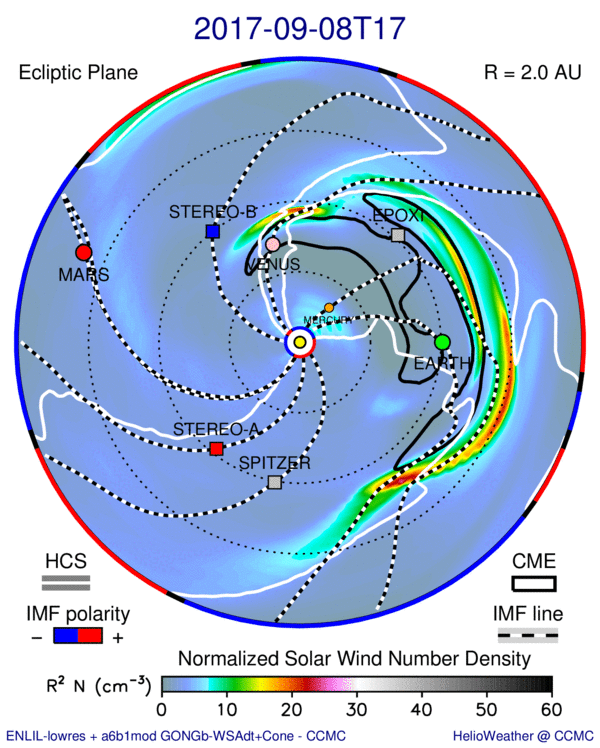 2017-09-08T17
Ecliptic Plane
R = 2.0 AU
STEREO-B
EPOXI
VENUS
MARS
MERCURY
EARTH
STEREO-A
SPITZER
HCS
CME
IMF polarity
IMF line
− +
Normalized Solar Wind Number Density
R² N (cm⁻³)
0 10 20 30 40 50 60
ENLIL-lowres + a6b1mod GONGb-WSAdt+Cone - CCMC
HelioWeather @ CCMC